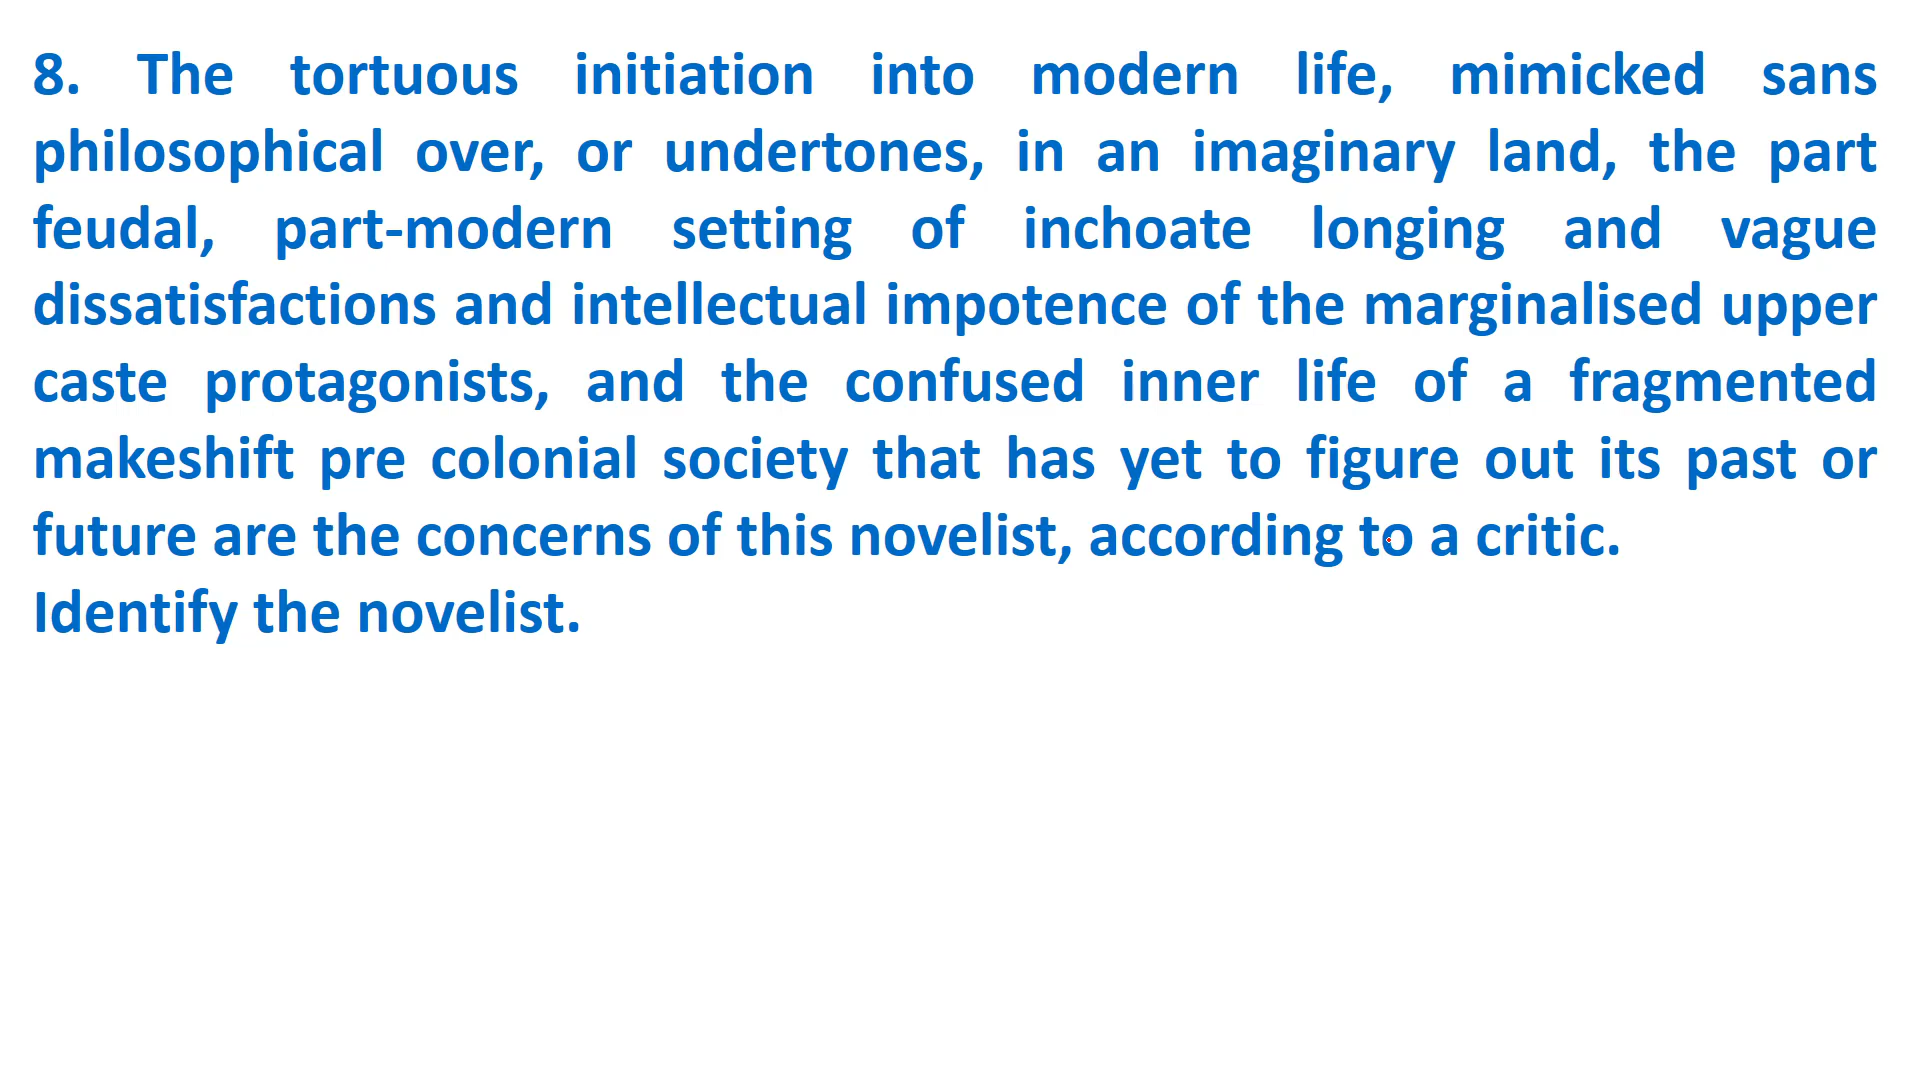 8. The tortuous initiation into modern life, mimicked sans
philosophical over, or undertones, in an imaginary land, the part
feudal, part-modern setting of inchoate longing and vague
dissatisfactions and intellectual impotence of the marginalised upper
caste protagonists, and the confused inner life of a fragmented
makeshift pre colonial society that has yet to figure out its past or
future are the concerns of this novelist, according to a critic.
Identify the novelist.